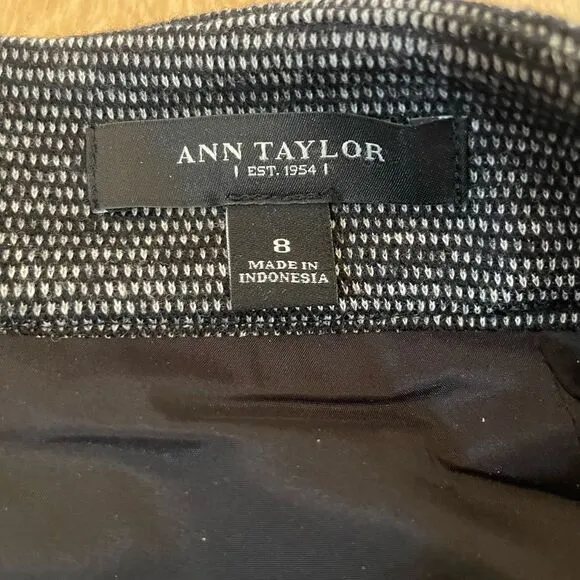 ANN TAYLOR
EST. 1954
8
MADE IN
INDONESIA